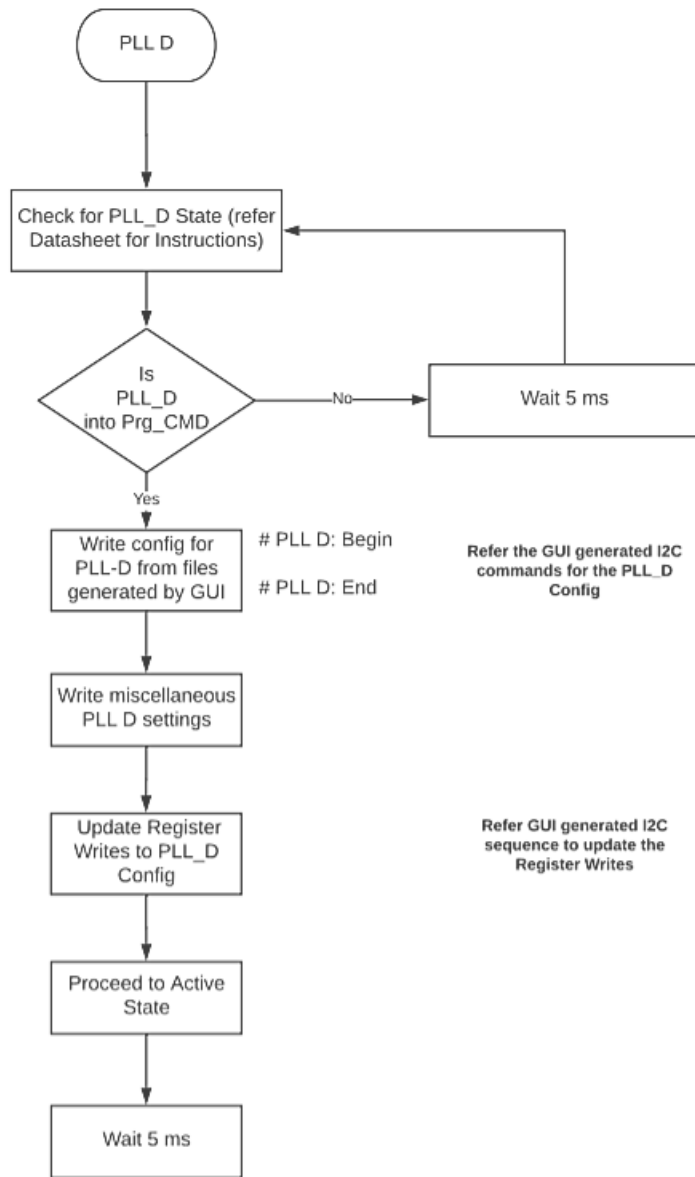 PLL D
Check for PLL_D State (refer
Datasheet for Instructions)
Is
PLL_D
into Prg_CMD
No
Wait 5 ms
Yes
Write config for
PLL-D from files
generated by GUI
# PLL D: Begin
# PLL D: End
Refer the GUI generated I2C
commands for the PLL_D
Config
Write miscellaneous
PLL D settings
Update Register
Writes to PLL_D
Config
Refer GUI generated I2C
sequence to update the
Register Writes
Proceed to Active
State
Wait 5 ms